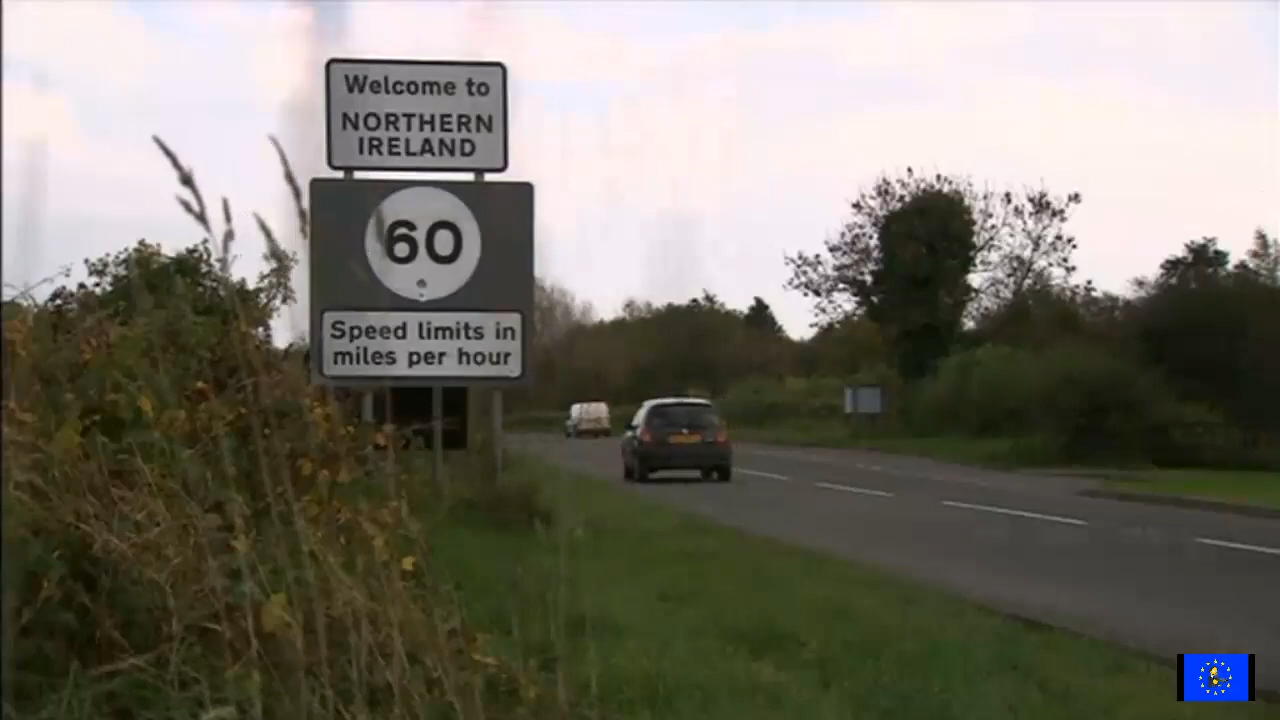 Welcome to
NORTHERN
IRELAND
60
Speed limits in
miles per hour